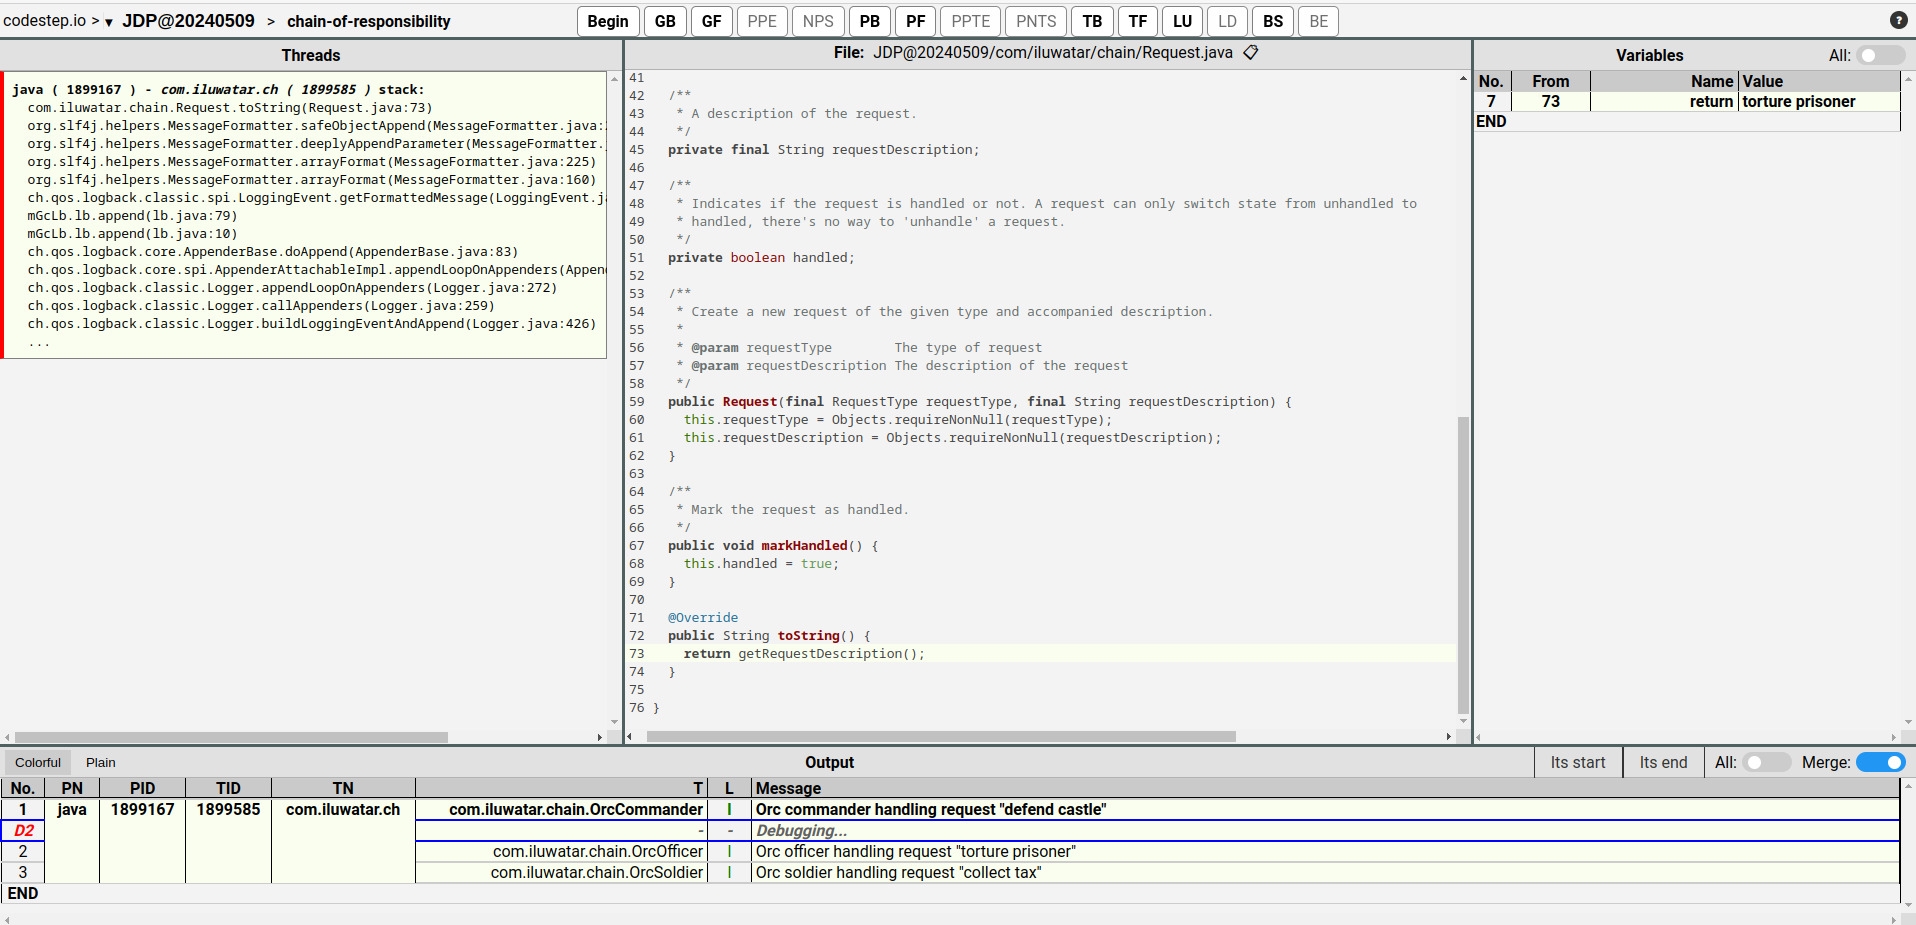 codestep.io > ▼ JDP@20240509 > chain-of-responsibility Begin GB GF PPE NPS PB PF PPTE PNTS TB TF LU LD BS BE ?
Threads
java ( 1899167 ) - com.iluwatar.ch ( 1899585 ) stack:
com.iluwatar.chain.Request.toString(Request.java:73)
org.slf4j.helpers.MessageFormatter.safeObjectAppend(MessageFormatter.java:
org.slf4j.helpers.MessageFormatter.deeplyAppendParameter(MessageFormatter.
org.slf4j.helpers.MessageFormatter.arrayFormat(MessageFormatter.java:225)
org.slf4j.helpers.MessageFormatter.arrayFormat(MessageFormatter.java:160)
ch.qos.logback.classic.spi.LoggingEvent.getFormattedMessage(LoggingEvent.ja
mGcLb.lb.append(lb.java:79)
mGcLb.lb.append(lb.java:10)
ch.qos.logback.core.AppenderBase.doAppend(AppenderBase.java:83)
ch.qos.logback.core.spi.AppenderAttachableImpl.appendLoopOnAppenders(Appen
ch.qos.logback.classic.Logger.appendLoopOnAppenders(Logger.java:272)
ch.qos.logback.classic.Logger.callAppenders(Logger.java:259)
ch.qos.logback.classic.Logger.buildLoggingEventAndAppend(Logger.java:426)
...
File: JDP@20240509/com/iluwatar/chain/Request.java
41
42 /**
43 * A description of the request.
44 */
45 private final String requestDescription;
46
47 /**
48 * Indicates if the request is handled or not. A request can only switch state from unhandled to
49 * handled, there's no way to 'unhandle' a request.
50 */
51 private boolean handled;
52
53 /**
54 * Create a new request of the given type and accompanied description.
55 *
56 * @param requestType        The type of request
57 * @param requestDescription The description of the request
58 */
59 public Request(final RequestType requestType, final String requestDescription) {
60 this.requestType = Objects.requireNonNull(requestType);
61 this.requestDescription = Objects.requireNonNull(requestDescription);
62 }
63
64 /**
65 * Mark the request as handled.
66 */
67 public void markHandled() {
68 this.handled = true;
69 }
70
71 @Override
72 public String toString() {
73 return getRequestDescription();
74 }
75
76 }
Variables All:
No. From Name Value
7 73 return torture prisoner
END
Colorful Plain Output Its start Its end All: Merge:
No. PN PID TID TN T L Message
1 java 1899167 1899585 com.iluwatar.ch com.iluwatar.chain.OrcCommander I Orc commander handling request "defend castle"
D2 - - Debugging...
2 com.iluwatar.chain.OrcOfficer I Orc officer handling request "torture prisoner"
3 com.iluwatar.chain.OrcSoldier I Orc soldier handling request "collect tax"
END